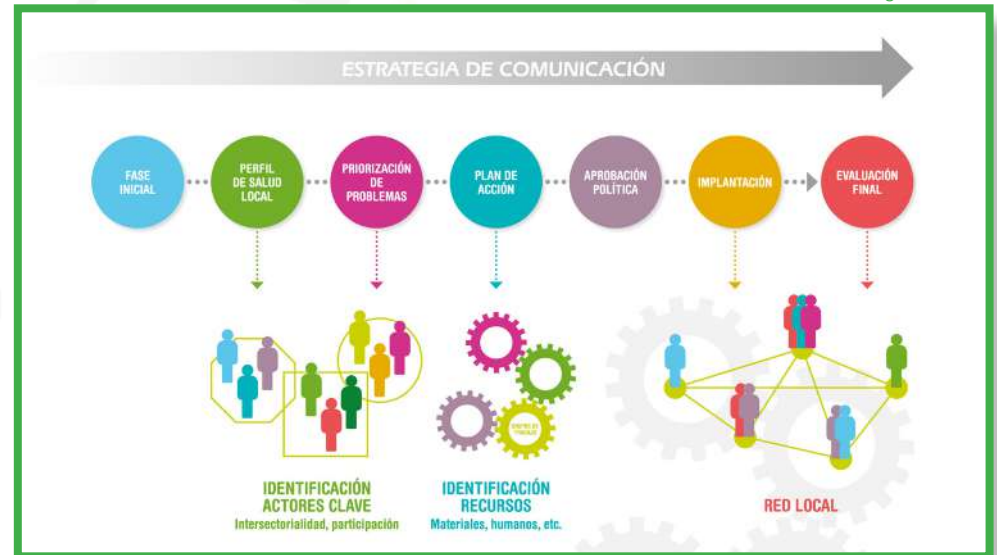 ESTRATEGIA DE COMUNICACIÓN
FASE
INICIAL
PERFIL
DE SALUD
LOCAL
PRIORIZACIÓN
DE
PROBLEMAS
PLAN DE
ACCIÓN
APROBACIÓN
POLÍTICA
IMPLANTACIÓN
EVALUACIÓN
FINAL
IDENTIFICACIÓN
ACTORES CLAVE
Intersectorialidad, participación
IDENTIFICACIÓN
RECURSOS
Materiales, humanos, etc.
RED LOCAL